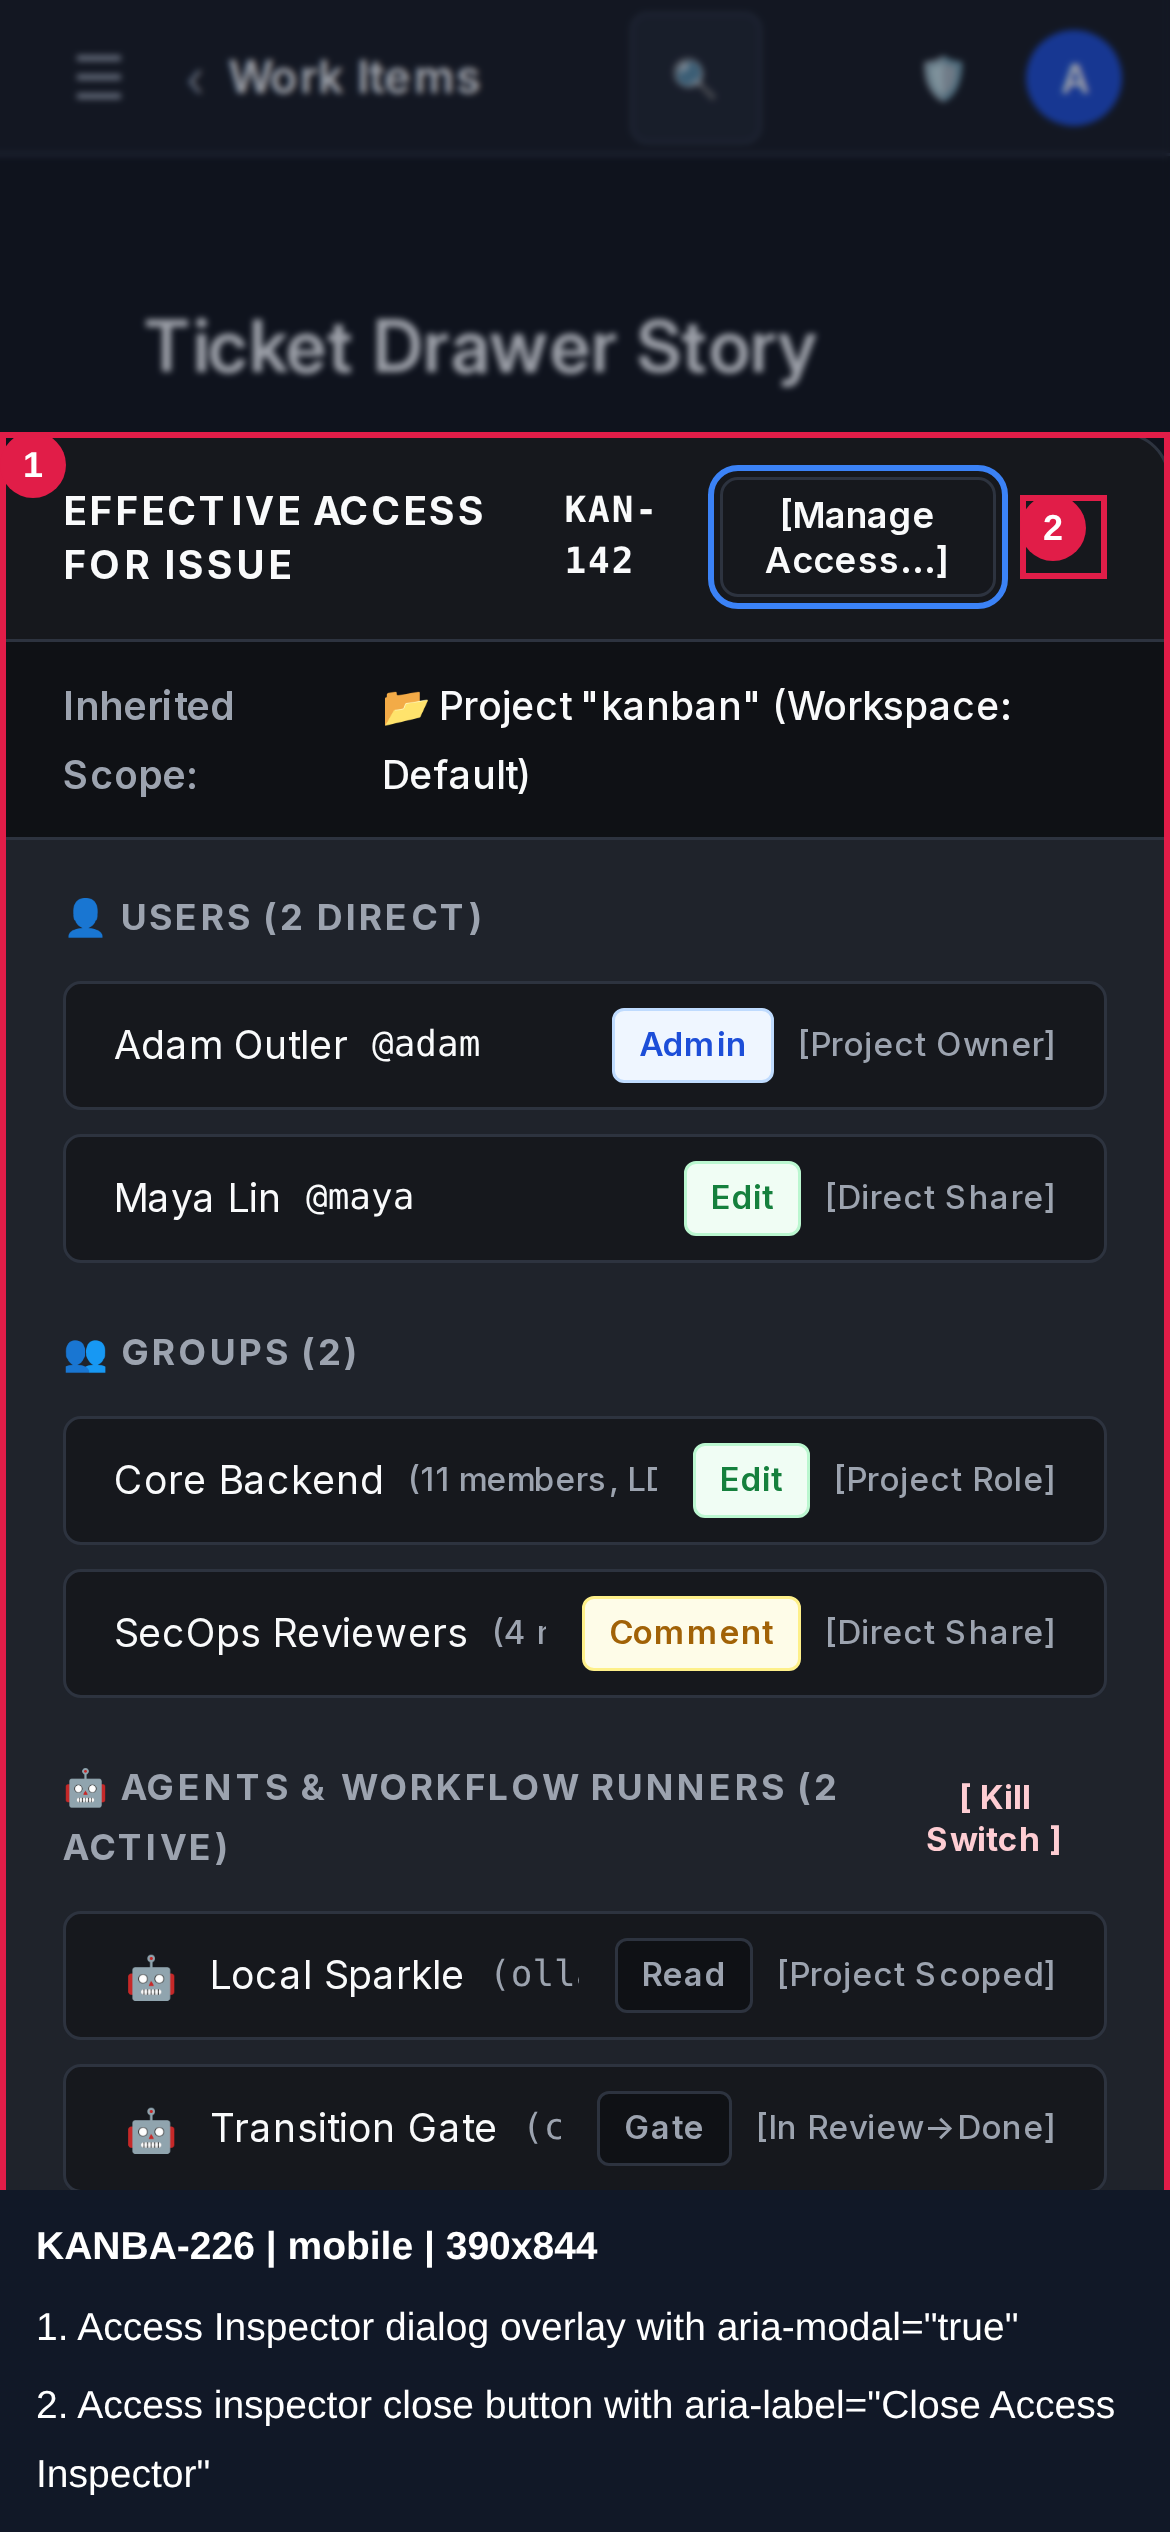 Work Items
A
Ticket Drawer Story
1
EFFECTIVE ACCESS
FOR ISSUE
KAN-
142
[Manage
Access...]
2
Inherited
Scope:
Project "kanban" (Workspace:
Default)
USERS (2 DIRECT)
Adam Outler @adam Admin [Project Owner]
Maya Lin @maya Edit [Direct Share]
GROUPS (2)
Core Backend (11 members, Edit [Project Role]
SecOps Reviewers (4 Comment [Direct Share]
AGENTS & WORKFLOW RUNNERS (2
ACTIVE)
[ Kill
Switch ]
Local Sparkle Read [Project Scoped]
Transition Gate (c Gate [In Review→Done]
KANBA-226 | mobile | 390x844
1. Access Inspector dialog overlay with aria-modal="true"
2. Access inspector close button with aria-label="Close Access
Inspector"